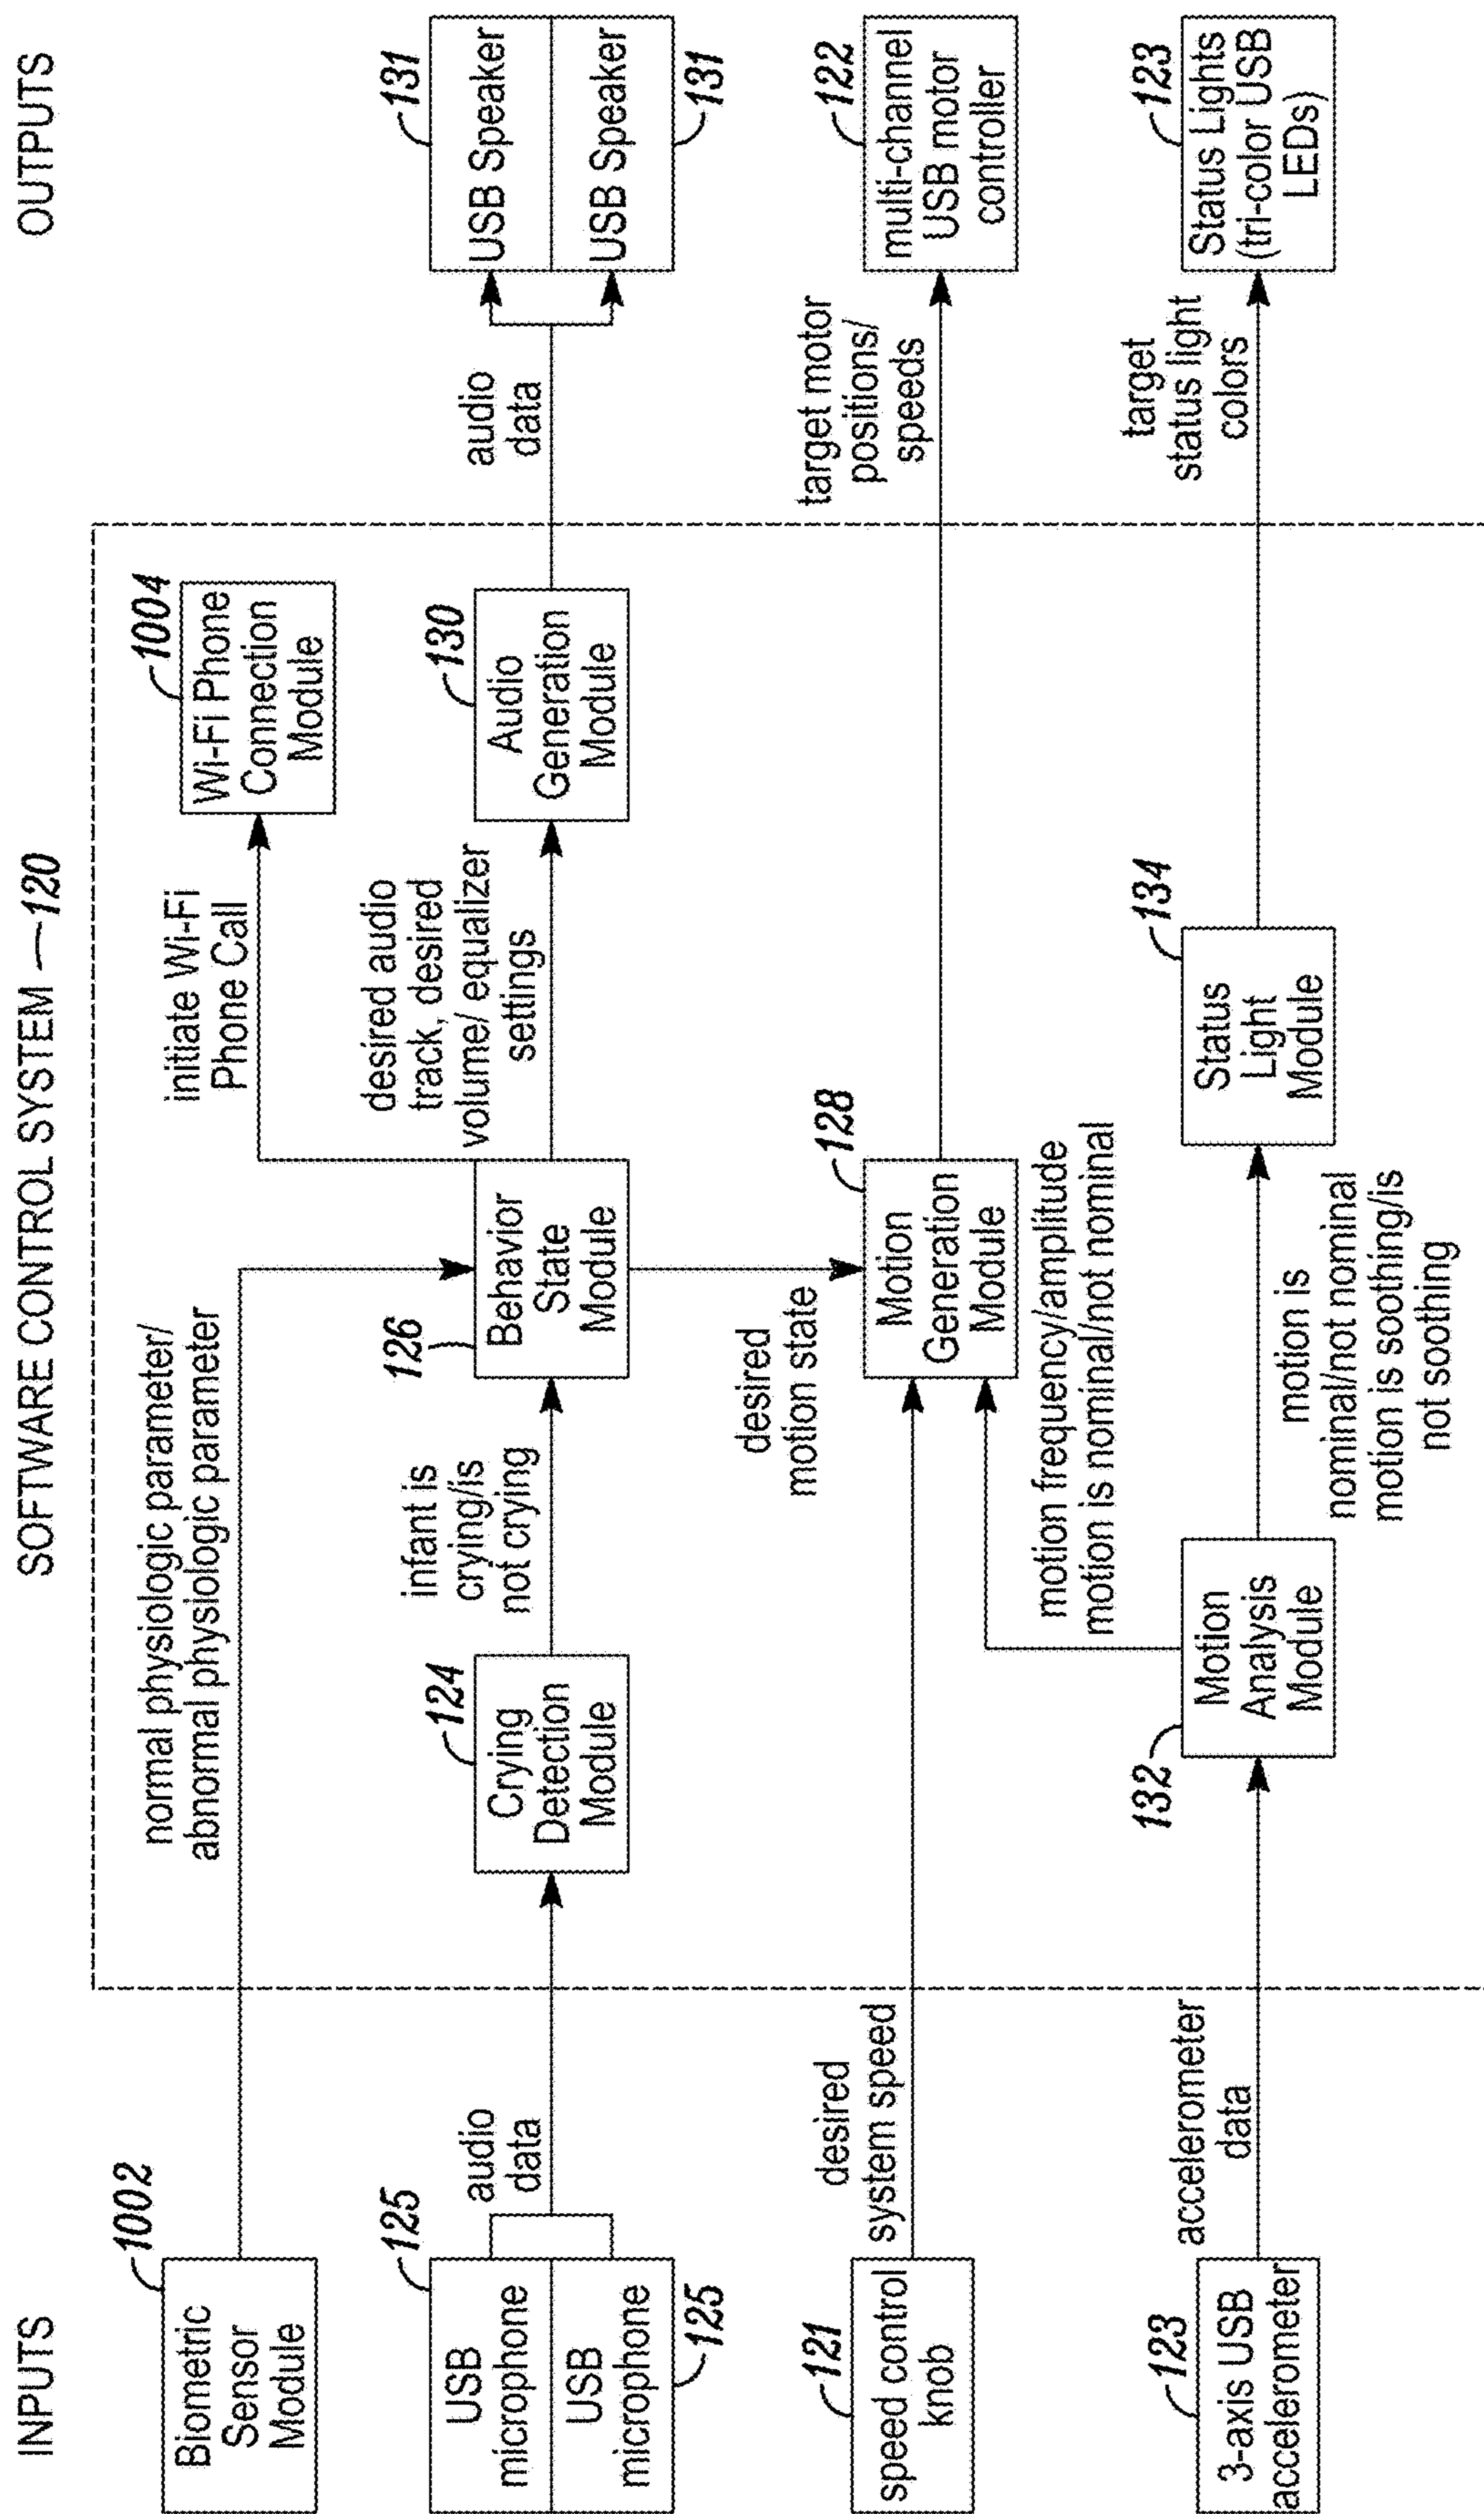 INPUTS
SOFTWARE CONTROL SYSTEM 120
OUTPUTS
1002
Biometric
Sensor
Module
normal physiologic parameter/
abnormal physiologic parameter
initiate Wi-Fi
Phone Call
1004
Wi-Fi Phone
Connection
Module
125
USB
microphone
USB
microphone
125
audio
data
124
Crying
Detection
Module
infant is
crying/is
not crying
126
Behavior
State
Module
desired audio
track, desired
volume/ equalizer
settings
130
Audio
Generation
Module
audio
data
131
USB Speaker
USB Speaker
131
121
speed control
knob
desired
system speed
desired
motion state
128
Motion
Generation
Module
target motor
positions/
speeds
122
multi-channel
USB motor
controller
motion frequency/amplitude
motion is nominal/not nominal
123
3-axis USB
accelerometer
accelerometer
data
132
Motion
Analysis
Module
motion is
nominal/not nominal
motion is soothing/is
not soothing
134
Status
Light
Module
target
status light
colors
123
Status Lights
(tri-color USB
LEDs)